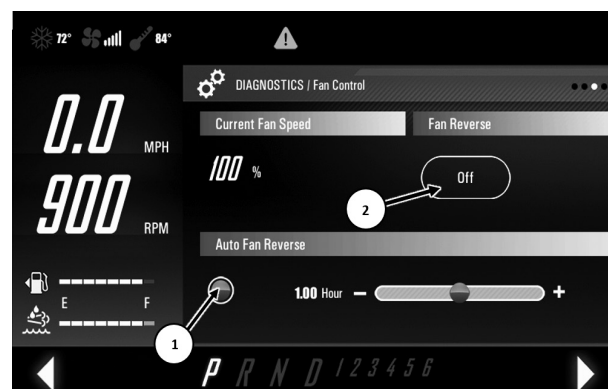 72° 84°
DIAGNOSTICS / Fan Control
Current Fan Speed Fan Reverse
0.0 MPH
100 % Off
2
900 RPM
Auto Fan Reverse
1.00 Hour − +
E F
1
P R N D 1 2 3 4 5 6